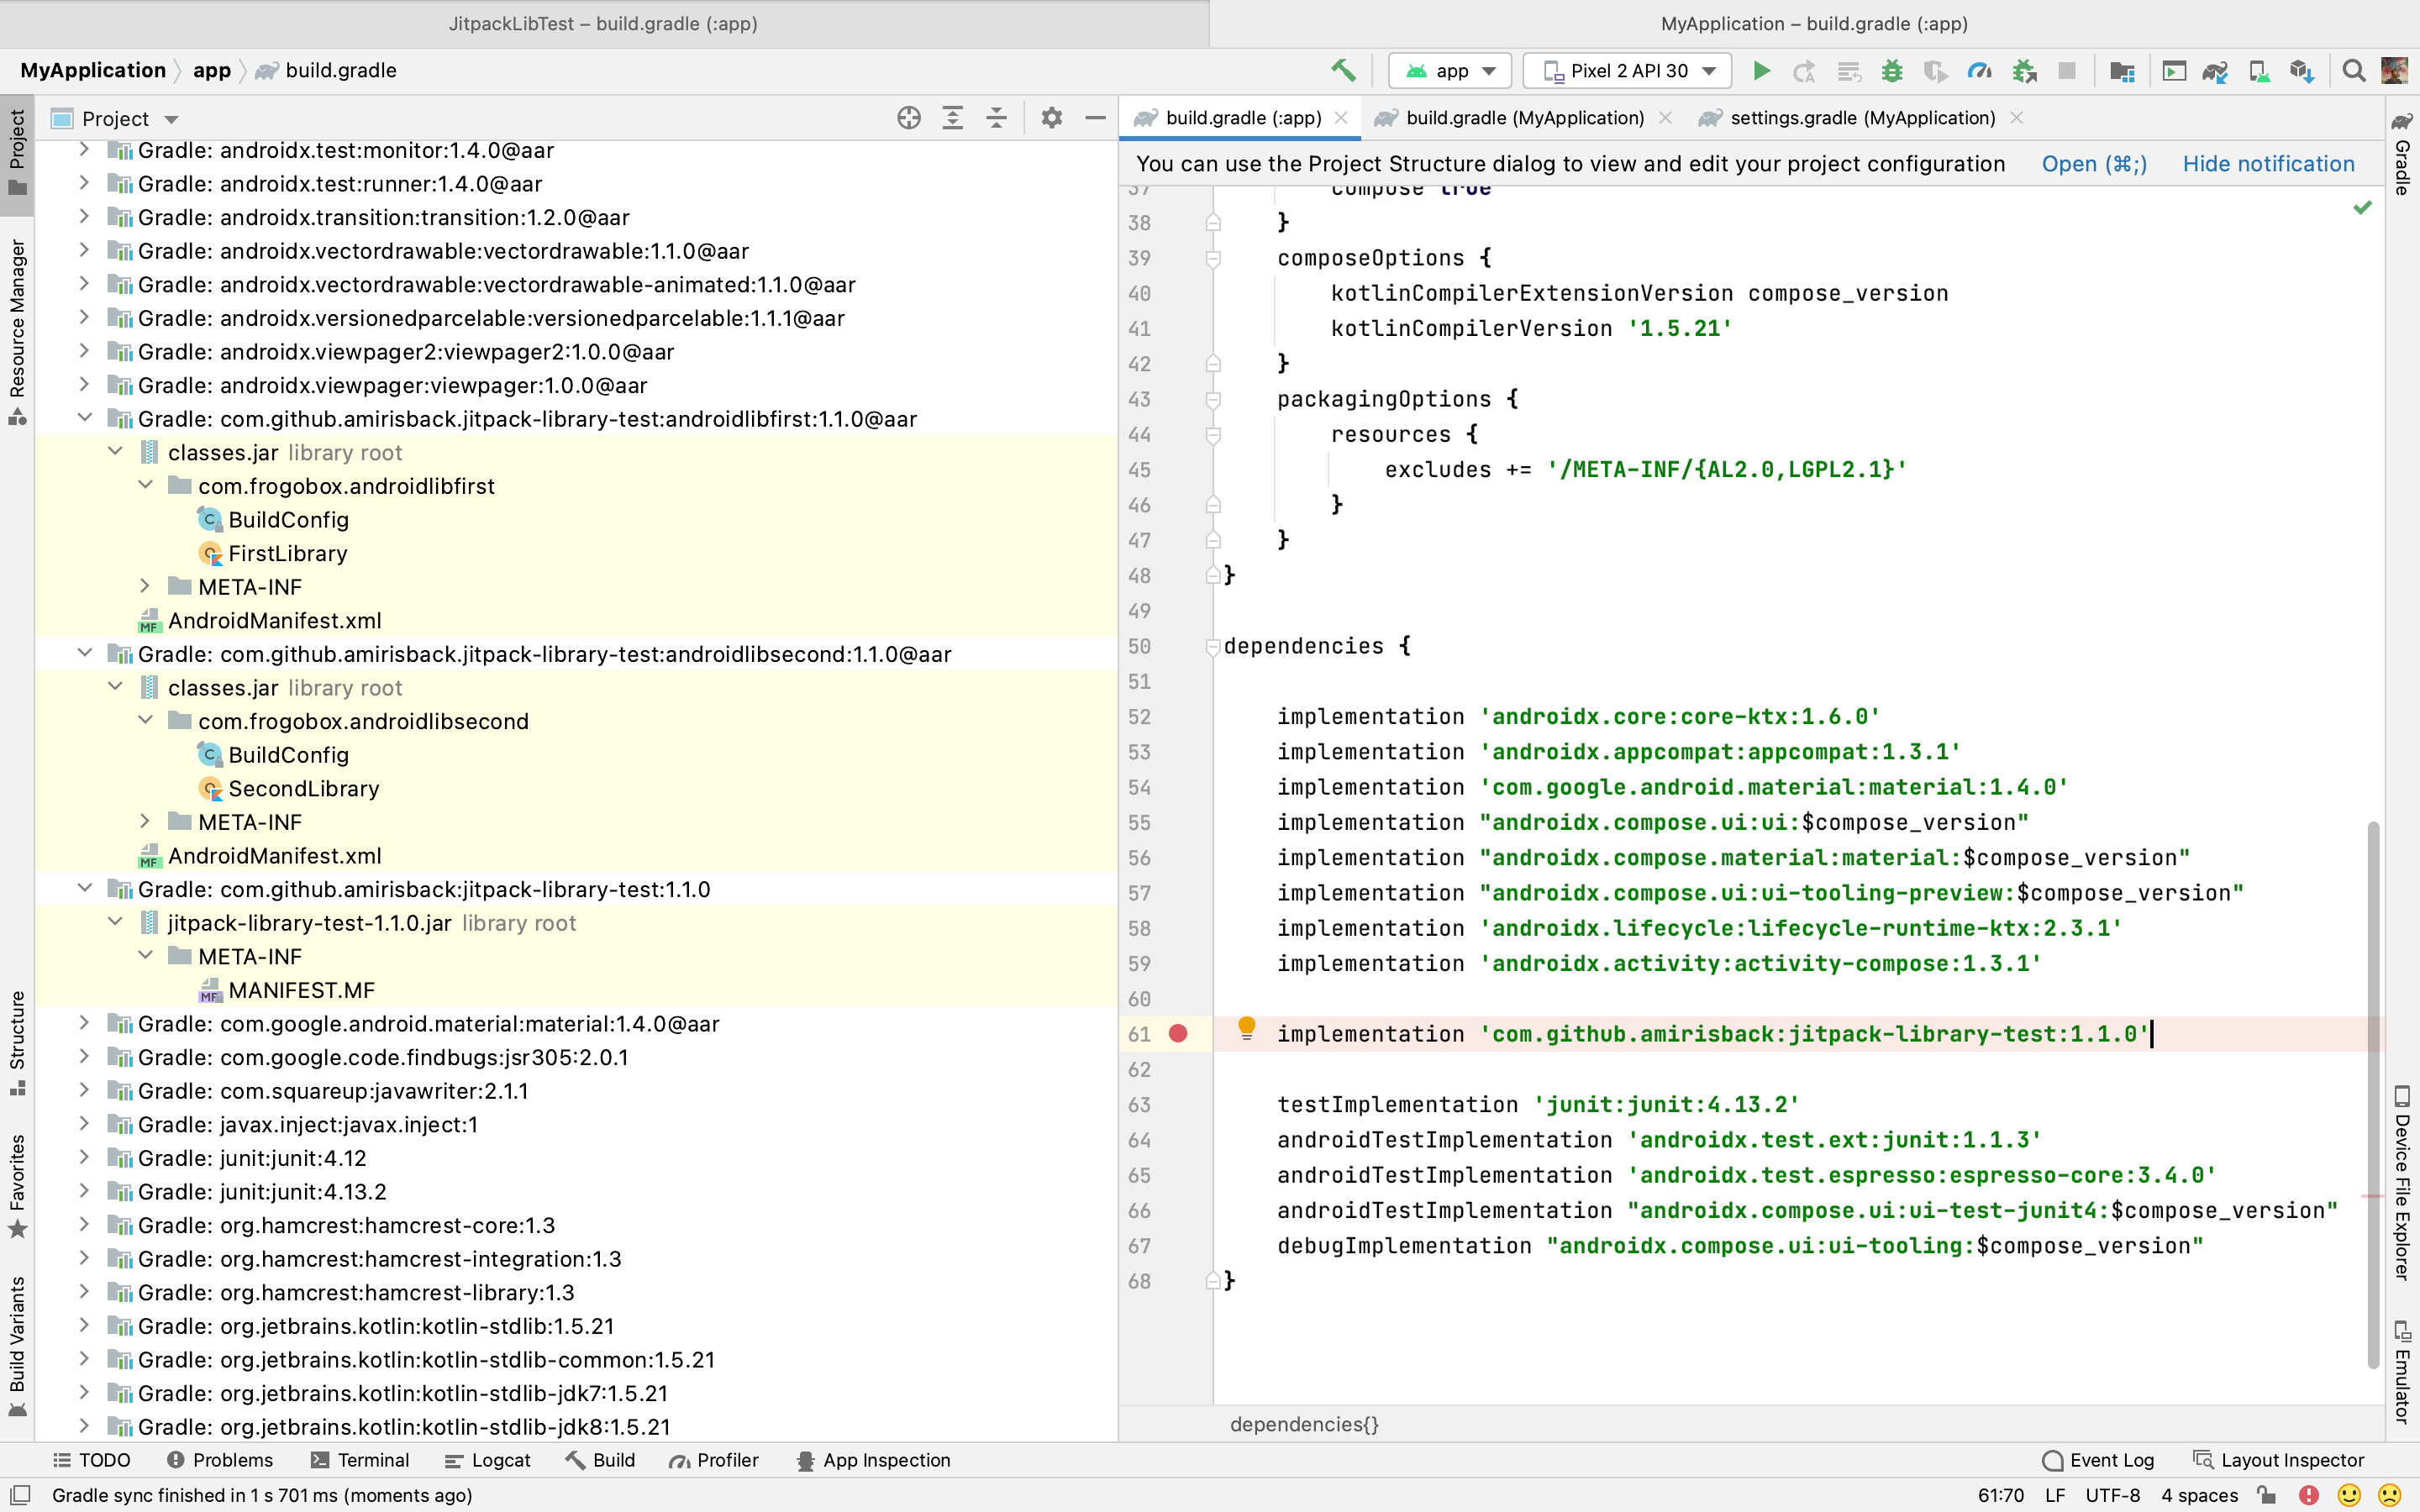 JitpackLibTest – build.gradle (:app)
MyApplication – build.gradle (:app)
MyApplication app build.gradle
app
Pixel 2 API 30
Project
Resource Manager
Structure
Favorites
Build Variants
Project
Gradle: androidx.test:monitor:1.4.0@aar
Gradle: androidx.test:runner:1.4.0@aar
Gradle: androidx.transition:transition:1.2.0@aar
Gradle: androidx.vectordrawable:vectordrawable:1.1.0@aar
Gradle: androidx.vectordrawable:vectordrawable-animated:1.1.0@aar
Gradle: androidx.versionedparcelable:versionedparcelable:1.1.1@aar
Gradle: androidx.viewpager2:viewpager2:1.0.0@aar
Gradle: androidx.viewpager:viewpager:1.0.0@aar
Gradle: com.github.amirisback.jitpack-library-test:androidlibfirst:1.1.0@aar
classes.jar library root
com.frogobox.androidlibfirst
BuildConfig
FirstLibrary
META-INF
AndroidManifest.xml
Gradle: com.github.amirisback.jitpack-library-test:androidlibsecond:1.1.0@aar
classes.jar library root
com.frogobox.androidlibsecond
BuildConfig
SecondLibrary
META-INF
AndroidManifest.xml
Gradle: com.github.amirisback:jitpack-library-test:1.1.0
jitpack-library-test-1.1.0.jar library root
META-INF
MANIFEST.MF
Gradle: com.google.android.material:material:1.4.0@aar
Gradle: com.google.code.findbugs:jsr305:2.0.1
Gradle: com.squareup:javawriter:2.1.1
Gradle: javax.inject:javax.inject:1
Gradle: junit:junit:4.12
Gradle: junit:junit:4.13.2
Gradle: org.hamcrest:hamcrest-core:1.3
Gradle: org.hamcrest:hamcrest-integration:1.3
Gradle: org.hamcrest:hamcrest-library:1.3
Gradle: org.jetbrains.kotlin:kotlin-stdlib:1.5.21
Gradle: org.jetbrains.kotlin:kotlin-stdlib-common:1.5.21
Gradle: org.jetbrains.kotlin:kotlin-stdlib-jdk7:1.5.21
Gradle: org.jetbrains.kotlin:kotlin-stdlib-jdk8:1.5.21
build.gradle (:app)
build.gradle (MyApplication)
settings.gradle (MyApplication)
You can use the Project Structure dialog to view and edit your project configuration
Open (⌘;)
Hide notification
37 compose true
38 }
39 composeOptions {
40 kotlinCompilerExtensionVersion compose_version
41 kotlinCompilerVersion '1.5.21'
42 }
43 packagingOptions {
44 resources {
45 excludes += '/META-INF/{AL2.0,LGPL2.1}'
46 }
47 }
48 }
49
50 dependencies {
51
52 implementation 'androidx.core:core-ktx:1.6.0'
53 implementation 'androidx.appcompat:appcompat:1.3.1'
54 implementation 'com.google.android.material:material:1.4.0'
55 implementation "androidx.compose.ui:ui:$compose_version"
56 implementation "androidx.compose.material:material:$compose_version"
57 implementation "androidx.compose.ui:ui-tooling-preview:$compose_version"
58 implementation 'androidx.lifecycle:lifecycle-runtime-ktx:2.3.1'
59 implementation 'androidx.activity:activity-compose:1.3.1'
60
61 implementation 'com.github.amirisback:jitpack-library-test:1.1.0'
62
63 testImplementation 'junit:junit:4.13.2'
64 androidTestImplementation 'androidx.test.ext:junit:1.1.3'
65 androidTestImplementation 'androidx.test.espresso:espresso-core:3.4.0'
66 androidTestImplementation "androidx.compose.ui:ui-test-junit4:$compose_version"
67 debugImplementation "androidx.compose.ui:ui-tooling:$compose_version"
68 }
dependencies{}
Gradle
Device File Explorer
Emulator
TODO
Problems
Terminal
Logcat
Build
Profiler
App Inspection
Event Log
Layout Inspector
Gradle sync finished in 1 s 701 ms (moments ago)
61:70 LF UTF-8 4 spaces